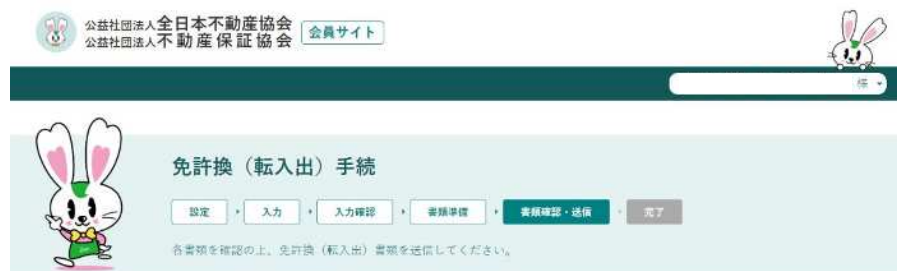 公益社団法人全日本不動産協会
公益社団法人不動産保証協会
会員サイト
様
免許換（転入出）手続
設定
入力
入力確認
書類準備
書類確認・送信
完了
各書類を確認の上、免許換（転入出）書類を送信してください。